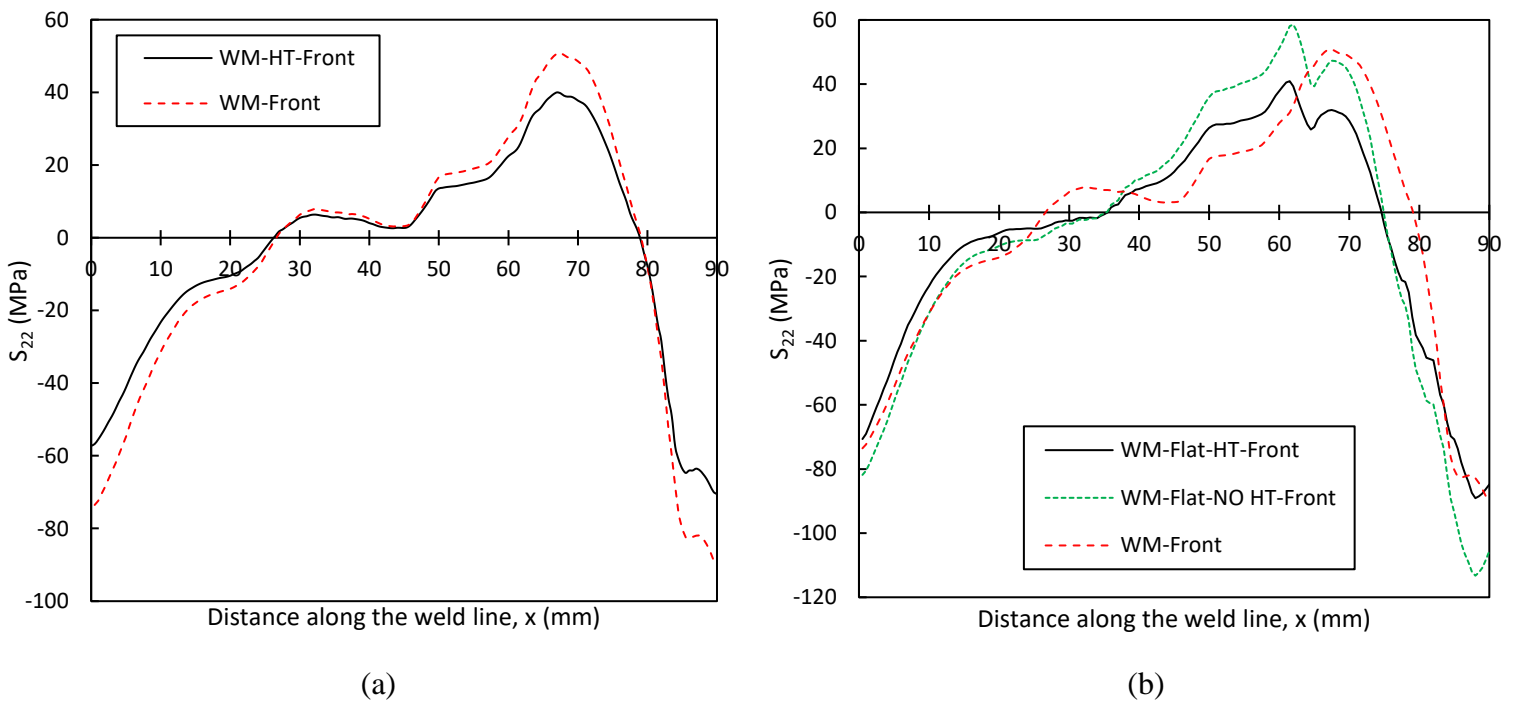 60
40
20
0
-20
-40
-60
-80
-100
0 10 20 30 40 50 60 70 80 90
S22 (MPa)
Distance along the weld line, x (mm)
WM-HT-Front
WM-Front
(a)
60
40
20
0
-20
-40
-60
-80
-100
-120
0 10 20 30 40 50 60 70 80 90
S22 (MPa)
Distance along the weld line, x (mm)
WM-Flat-HT-Front
WM-Flat-NO HT-Front
WM-Front
(b)